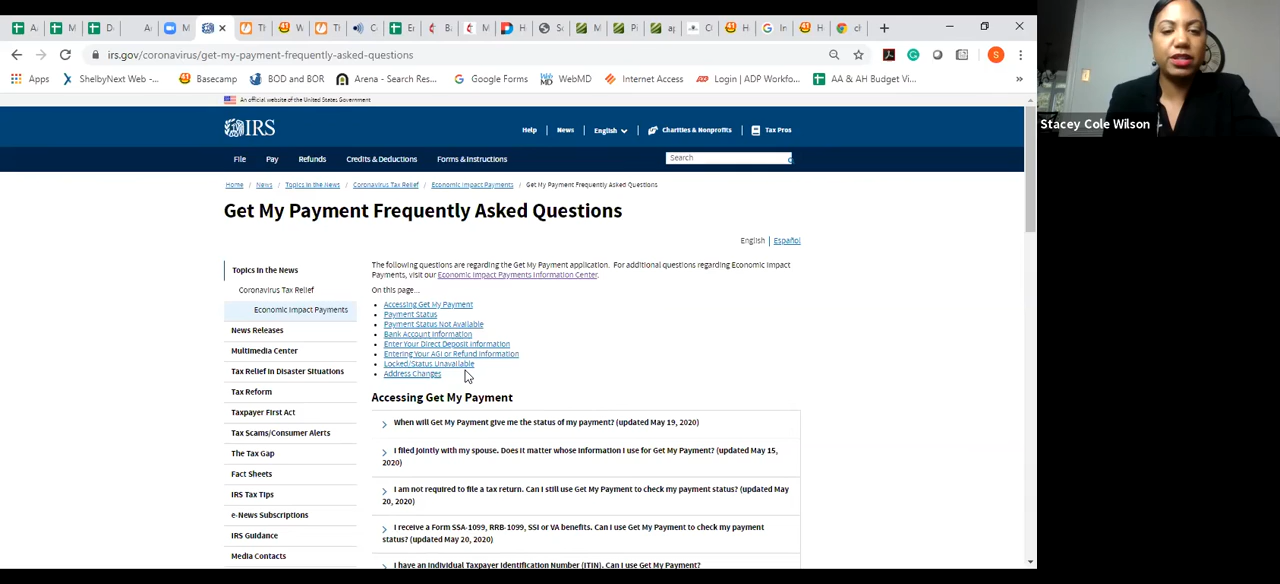 irs.gov/coronavirus/get-my-payment-frequently-asked-questions
Apps
ShelbyNext Web -...
Basecamp
BOD and BOR
Arena - Search Res...
Google Forms
WebMD
Internet Access
Login | ADP Workfo...
AA & AH Budget Vi...
Stacey Cole Wilson
An official website of the United States Government
IRS
Help
News
English
Charities & Nonprofits
Tax Pros
File
Pay
Refunds
Credits & Deductions
Forms & Instructions
Search
Home / News / Topics in the News / Coronavirus Tax Relief / Economic Impact Payments / Get My Payment Frequently Asked Questions
Get My Payment Frequently Asked Questions
English | Español
Topics in the News
Coronavirus Tax Relief
Economic Impact Payments
News Releases
Multimedia Center
Tax Relief in Disaster Situations
Tax Reform
Taxpayer First Act
Tax Scams/Consumer Alerts
The Tax Gap
Fact Sheets
IRS Tax Tips
e-News Subscriptions
IRS Guidance
Media Contacts
The following questions are regarding the Get My Payment application. For additional questions regarding Economic Impact
Payments, visit our Economic Impact Payments Information Center.
On this page...
Accessing Get My Payment
Payment Status
Payment Status Not Available
Bank Account Information
Enter Your Direct Deposit Information
Entering Your AGI or Refund Information
Locked/Status Unavailable
Address Changes
Accessing Get My Payment
When will Get My Payment give me the status of my payment? (updated May 19, 2020)
I filed jointly with my spouse. Does it matter whose information I use for Get My Payment? (updated May 15,
2020)
I am not required to file a tax return. Can I still use Get My Payment to check my payment status? (updated May
20, 2020)
I receive a Form SSA-1099, RRB-1099, SSI or VA benefits. Can I use Get My Payment to check my payment
status? (updated May 20, 2020)
I have an Individual Taxpayer Identification Number (ITIN). Can I use Get My Payment?